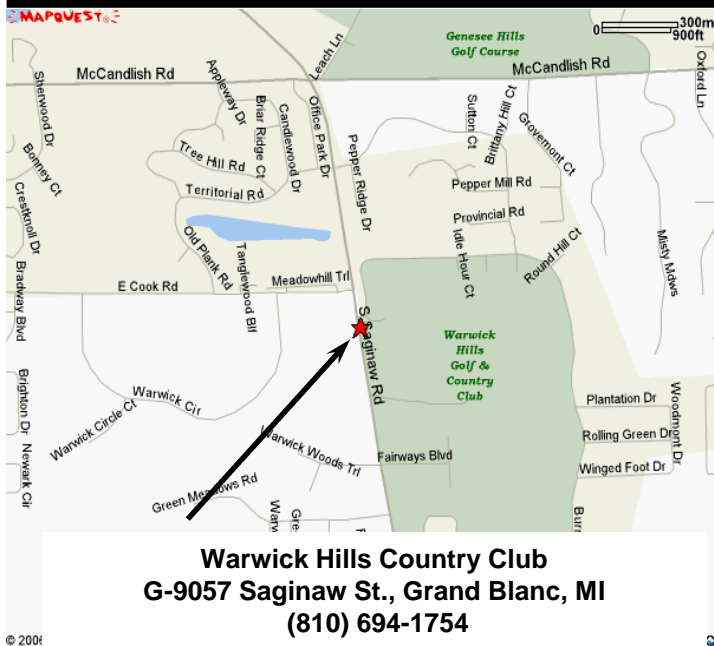 MAPQUEST®
0 300m
900ft
Genesee Hills
Golf Course
Leach Ln
McCandlish Rd
McCandlish Rd
Oxford Ln
Sherwood Dr
Appleway Dr
Briar Ridge Ct
Candlewood Dr
Office Park Dr
Sutton Ct
Brittany Hill Ct
Grovemont Ct
Bonney Ct
Tree Hill Rd
Pepper Ridge Dr
Crestknoll Dr
Territorial Rd
Pepper Mill Rd
Provincial Rd
Old Plank Rd
Tanglewood Blf
Idle Hour Ct
Round Hill Ct
Misty Mdws
Bradway Blvd
E Cook Rd
Meadowhill Trl
S Saginaw Rd
Warwick
Hills
Golf &
Country
Club
Brighton Dr
Warwick Cir
Warwick Circle Ct
Plantation Dr
Woodmont Dr
Newark Cir
Warwick Woods Trl
Fairways Blvd
Rolling Green Dr
Winged Foot Dr
Green Meadows Rd
Warwick Hills Country Club
G-9057 Saginaw St., Grand Blanc, MI
(810) 694-1754